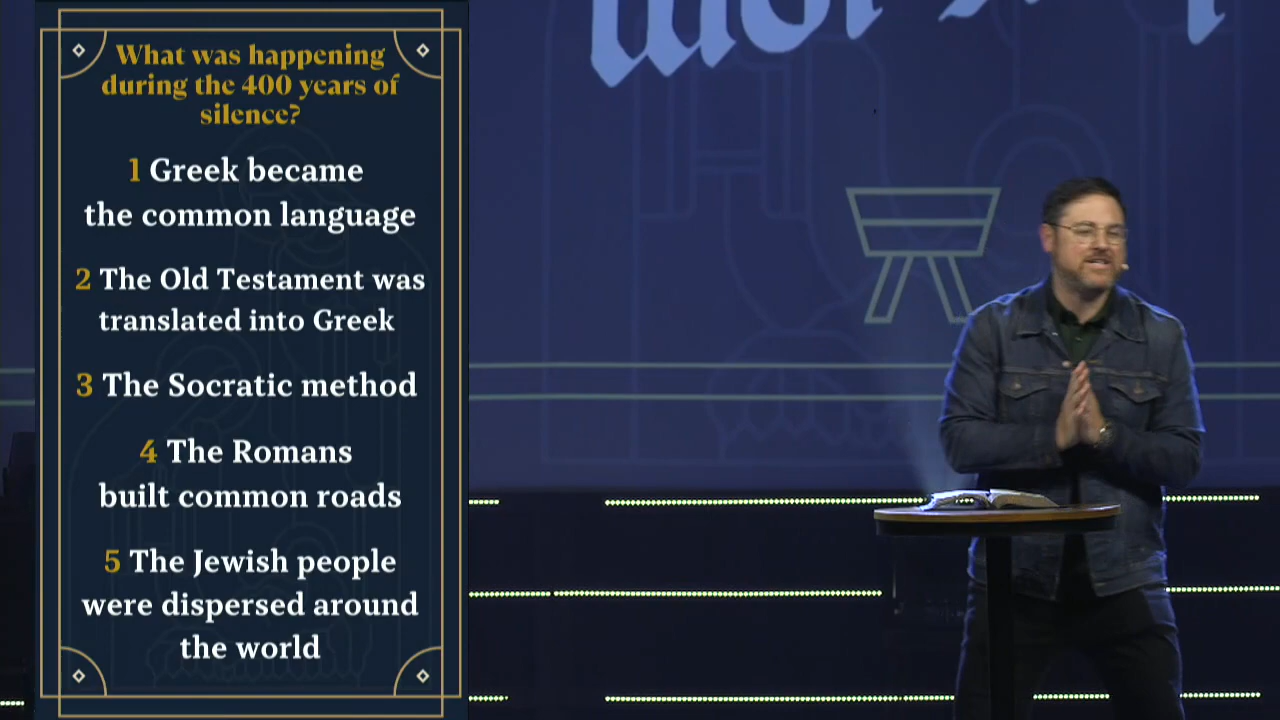 What was happening
during the 400 years of
silence?
1 Greek became
the common language
2 The Old Testament was
translated into Greek
3 The Socratic method
4 The Romans
built common roads
5 The Jewish people
were dispersed around
the world